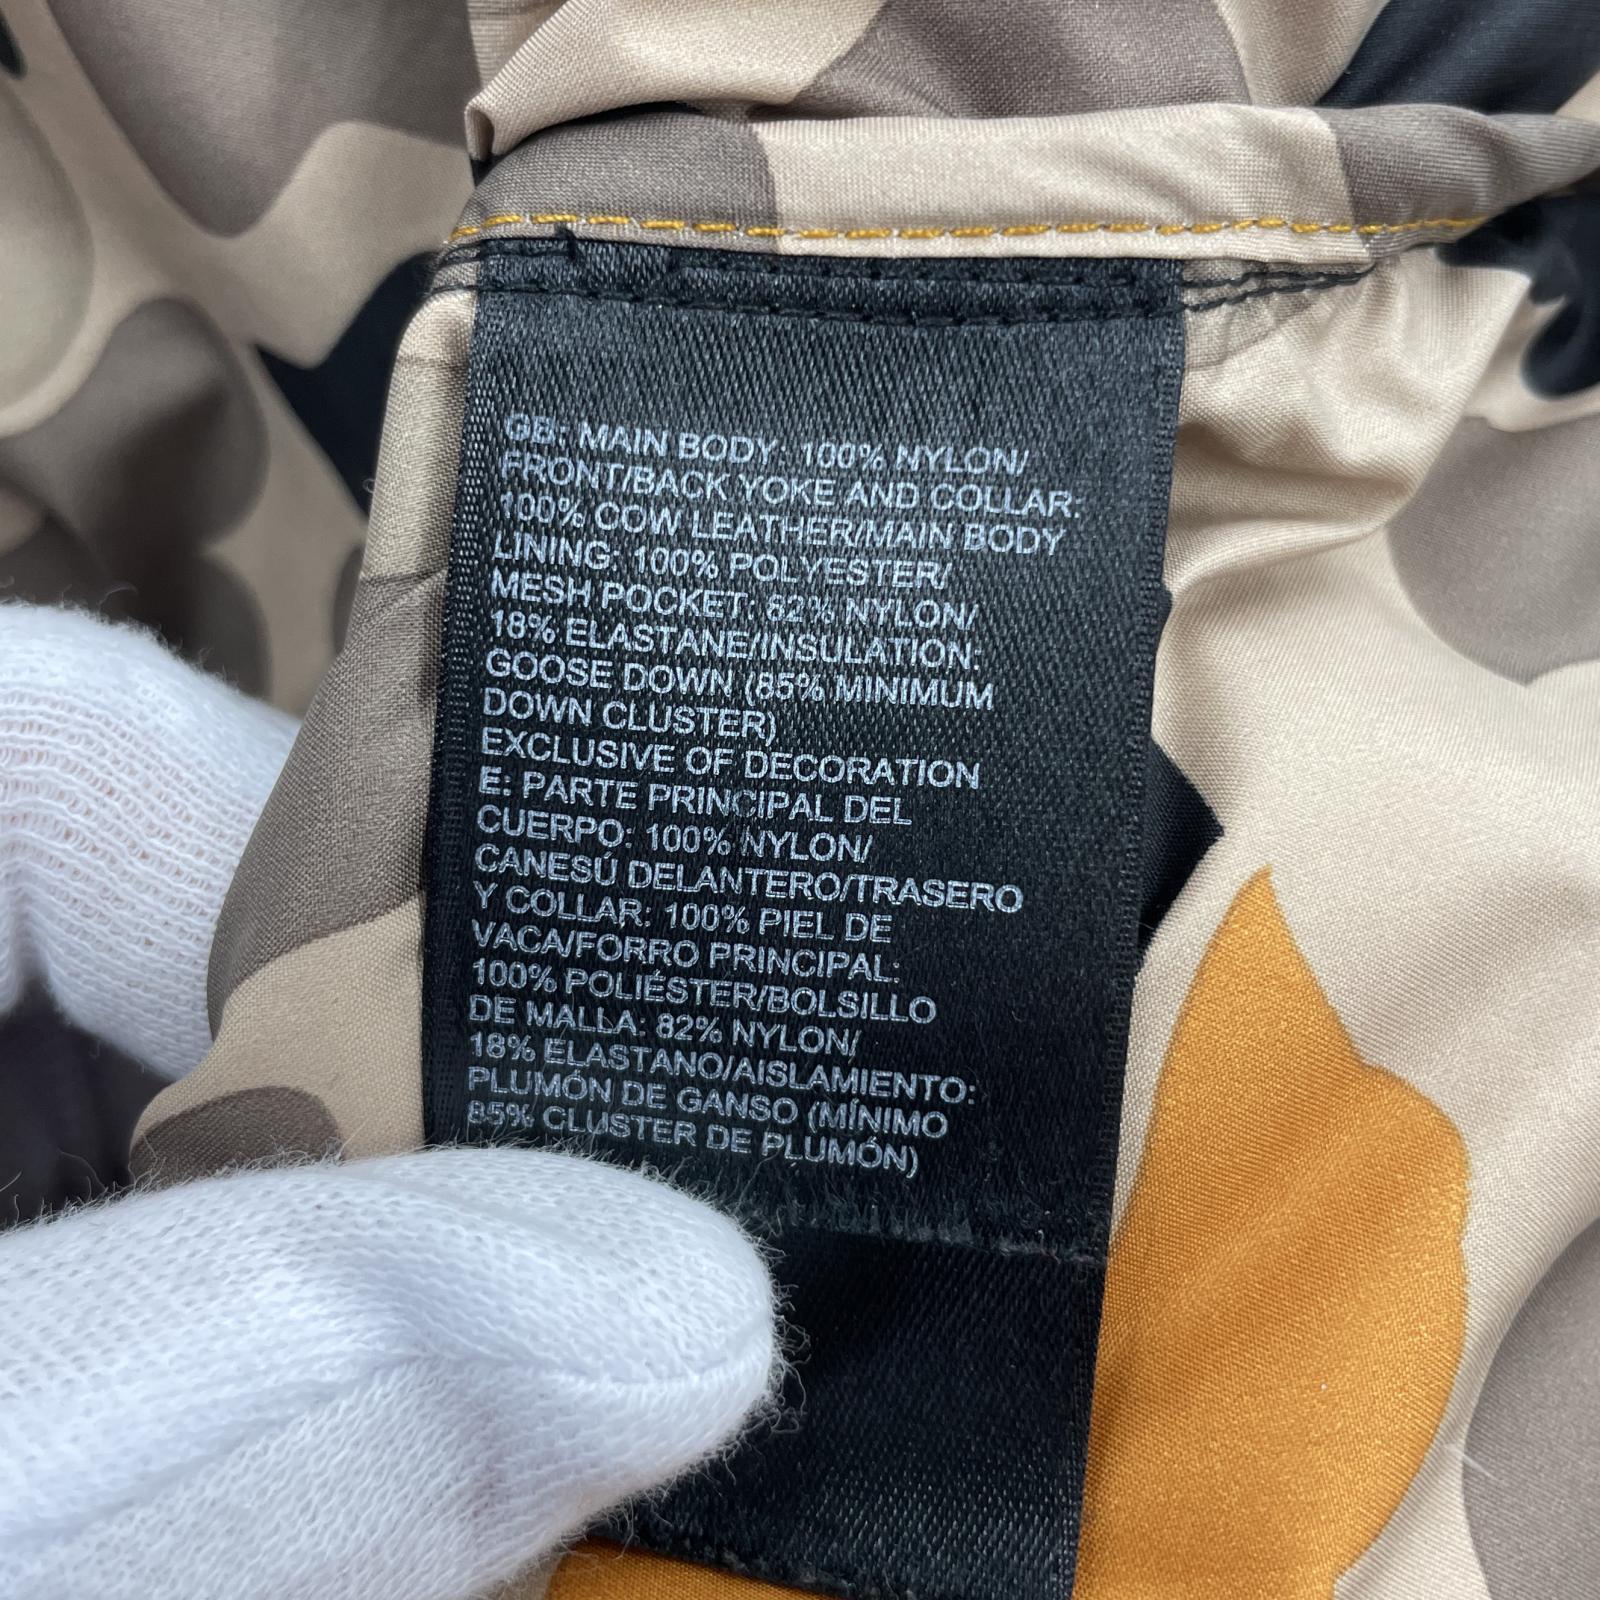 GB: MAIN BODY: 100% NYLON/
FRONT/BACK YOKE AND COLLAR:
100% COW LEATHER/MAIN BODY
LINING: 100% POLYESTER/
MESH POCKET: 82% NYLON/
18% ELASTANE/INSULATION:
GOOSE DOWN (85% MINIMUM
DOWN CLUSTER)
EXCLUSIVE OF DECORATION
E: PARTE PRINCIPAL DEL
CUERPO: 100% NYLON/
CANESÚ DELANTERO/TRASERO
Y COLLAR: 100% PIEL DE
VACA/FORRO PRINCIPAL:
100% POLIÉSTER/BOLSILLO
DE MALLA: 82% NYLON/
18% ELASTANO/AISLAMIENTO:
PLUMÓN DE GANSO (MÍNIMO
85% CLUSTER DE PLUMÓN)